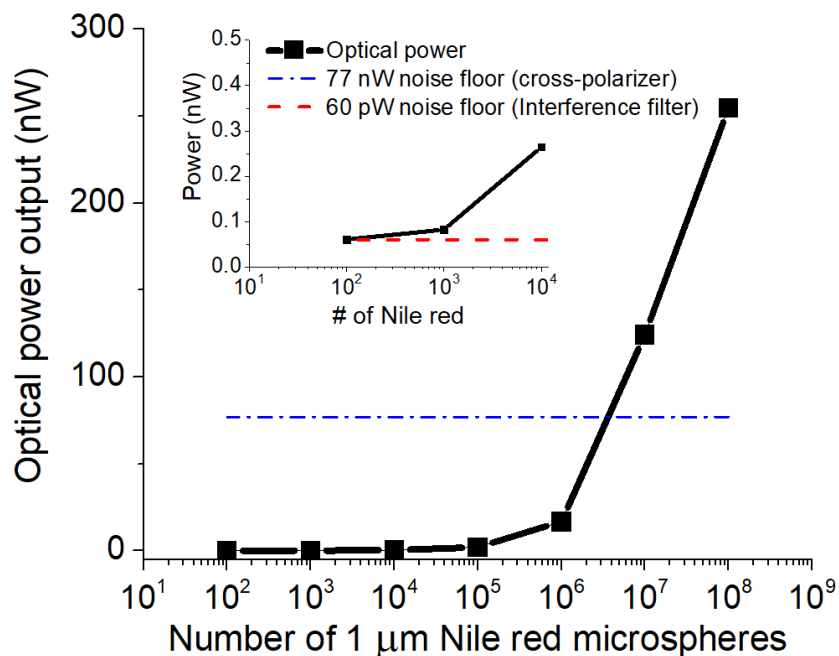 Optical power output (nW)
300
200
100
0
10¹ 10² 10³ 10⁴ 10⁵ 10⁶ 10⁷ 10⁸ 10⁹
Number of 1 μm Nile red microspheres
Optical power
77 nW noise floor (cross-polarizer)
60 pW noise floor (Interference filter)
Power (nW)
0.5
0.4
0.3
0.2
0.1
0.0
10¹ 10² 10³ 10⁴
# of Nile red